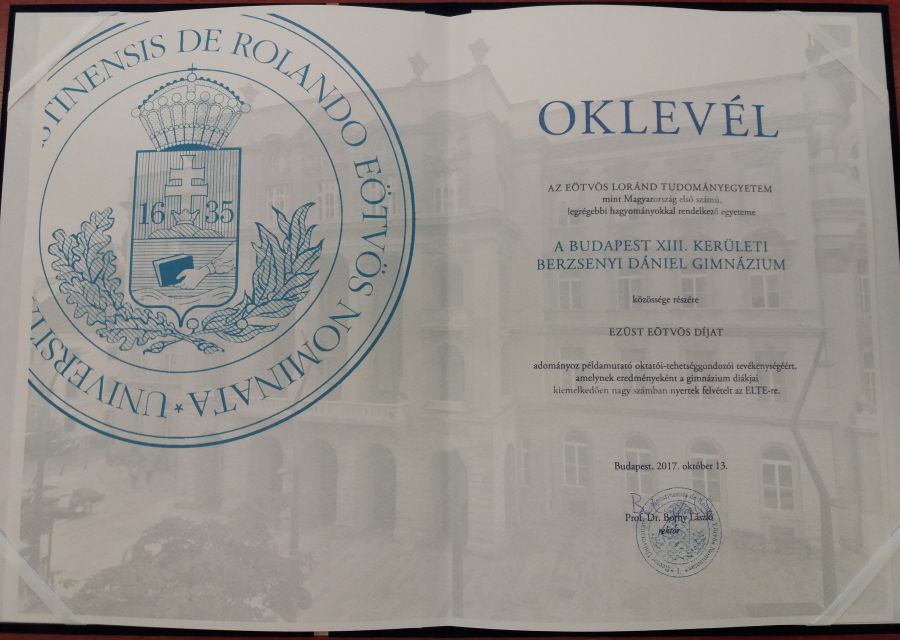 UNIVERSITA
STINENSIS DE ROLANDO EÖTVÖS NOMINATA *
16 35
OKLEVÉL
AZ EÖTVÖS LORÁND TUDOMÁNYEGYETEM
mint Magyarország első számú,
legrégebbi hagyományokkal rendelkező egyeteme
A BUDAPEST XIII. KERÜLETI
BERZSENYI DÁNIEL GIMNÁZIUM
közössége részére
EZÜST EÖTVÖS DÍJAT
adományoz példamutató oktatói-tehetséggondozói tevékenységéért,
amelynek eredményeként a gimnázium diákjai
kiemelkedően nagy számban nyertek felvételt az ELTE-re.
Budapest, 2017. október 13.
Prof. Dr. Borhy László
rektor